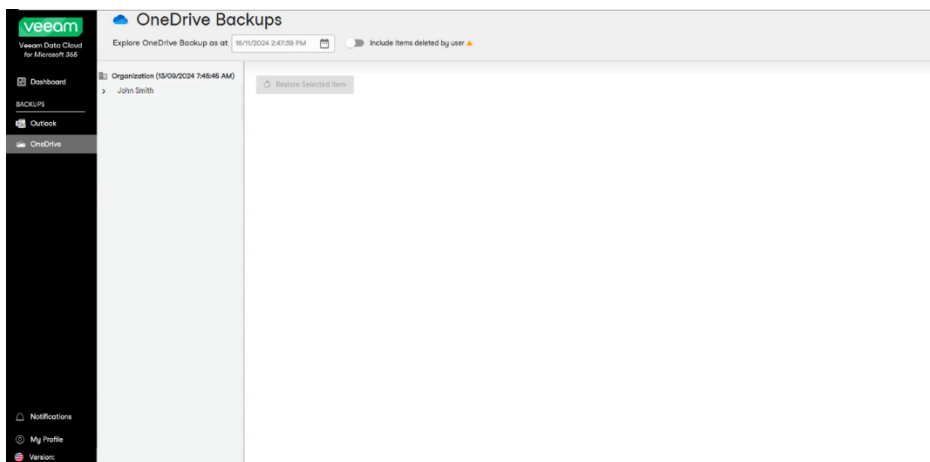 veeam
Veeam Data Cloud
for Microsoft 365
Dashboard
BACKUPS
Outlook
OneDrive
Notifications
My Profile
Version:
OneDrive Backups
Explore OneDrive Backup as at 18/11/2024 2:47:39 PM Include items deleted by user
Organization (15/09/2024 7:45:45 AM)
John Smith
Restore Selected Item